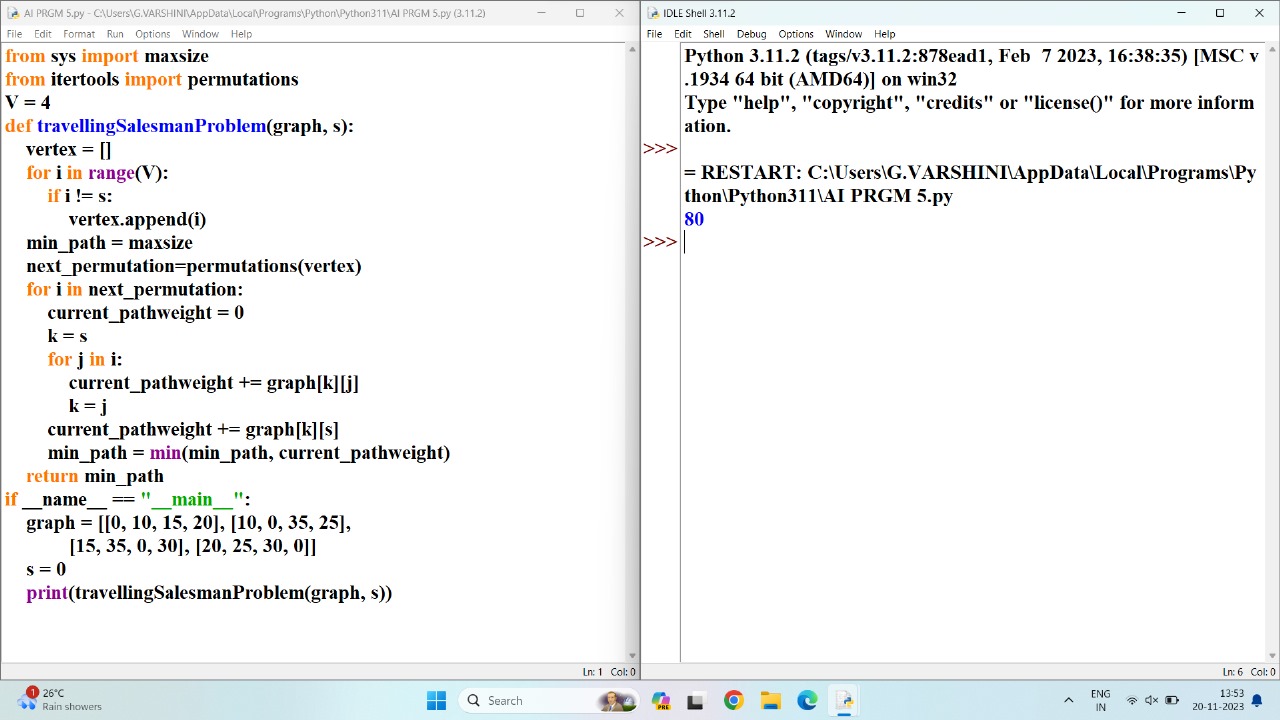 AI PRGM 5.py - C:\Users\G.VARSHINI\AppData\Local\Programs\Python\Python311\AI PRGM 5.py (3.11.2)
File Edit Format Run Options Window Help
from sys import maxsize
from itertools import permutations
V = 4
def travellingSalesmanProblem(graph, s):
    vertex = []
    for i in range(V):
        if i != s:
            vertex.append(i)
    min_path = maxsize
    next_permutation=permutations(vertex)
    for i in next_permutation:
        current_pathweight = 0
        k = s
        for j in i:
            current_pathweight += graph[k][j]
            k = j
        current_pathweight += graph[k][s]
        min_path = min(min_path, current_pathweight)
    return min_path
if __name__ == "__main__":
    graph = [[0, 10, 15, 20], [10, 0, 35, 25],
            [15, 35, 0, 30], [20, 25, 30, 0]]
    s = 0
    print(travellingSalesmanProblem(graph, s))
Ln: 1 Col: 0
IDLE Shell 3.11.2
File Edit Shell Debug Options Window Help
Python 3.11.2 (tags/v3.11.2:878ead1, Feb  7 2023, 16:38:35) [MSC v
.1934 64 bit (AMD64)] on win32
Type "help", "copyright", "credits" or "license()" for more inform
ation.
>>>
= RESTART: C:\Users\G.VARSHINI\AppData\Local\Programs\Py
thon\Python311\AI PRGM 5.py
80
>>>
Ln: 6 Col: 0
1
26°C
Rain showers
Search
PRE
ENG
IN
13:53
20-11-2023